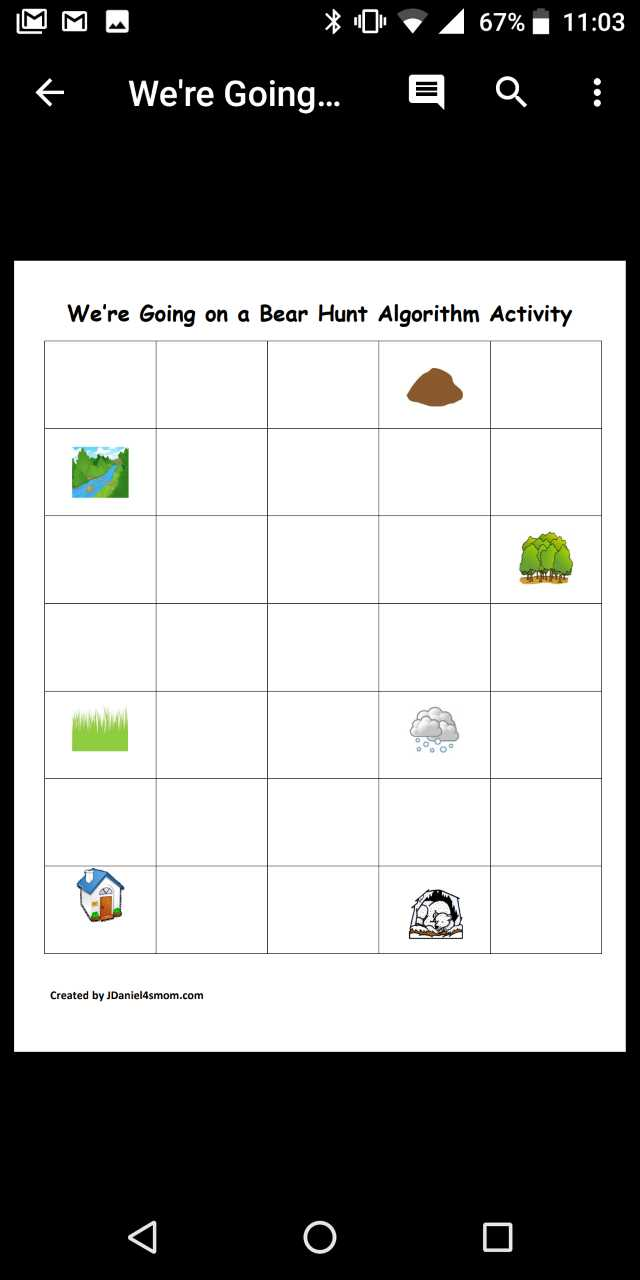 67% 11:03
We're Going...
We're Going on a Bear Hunt Algorithm Activity
Created by JDaniel4smom.com